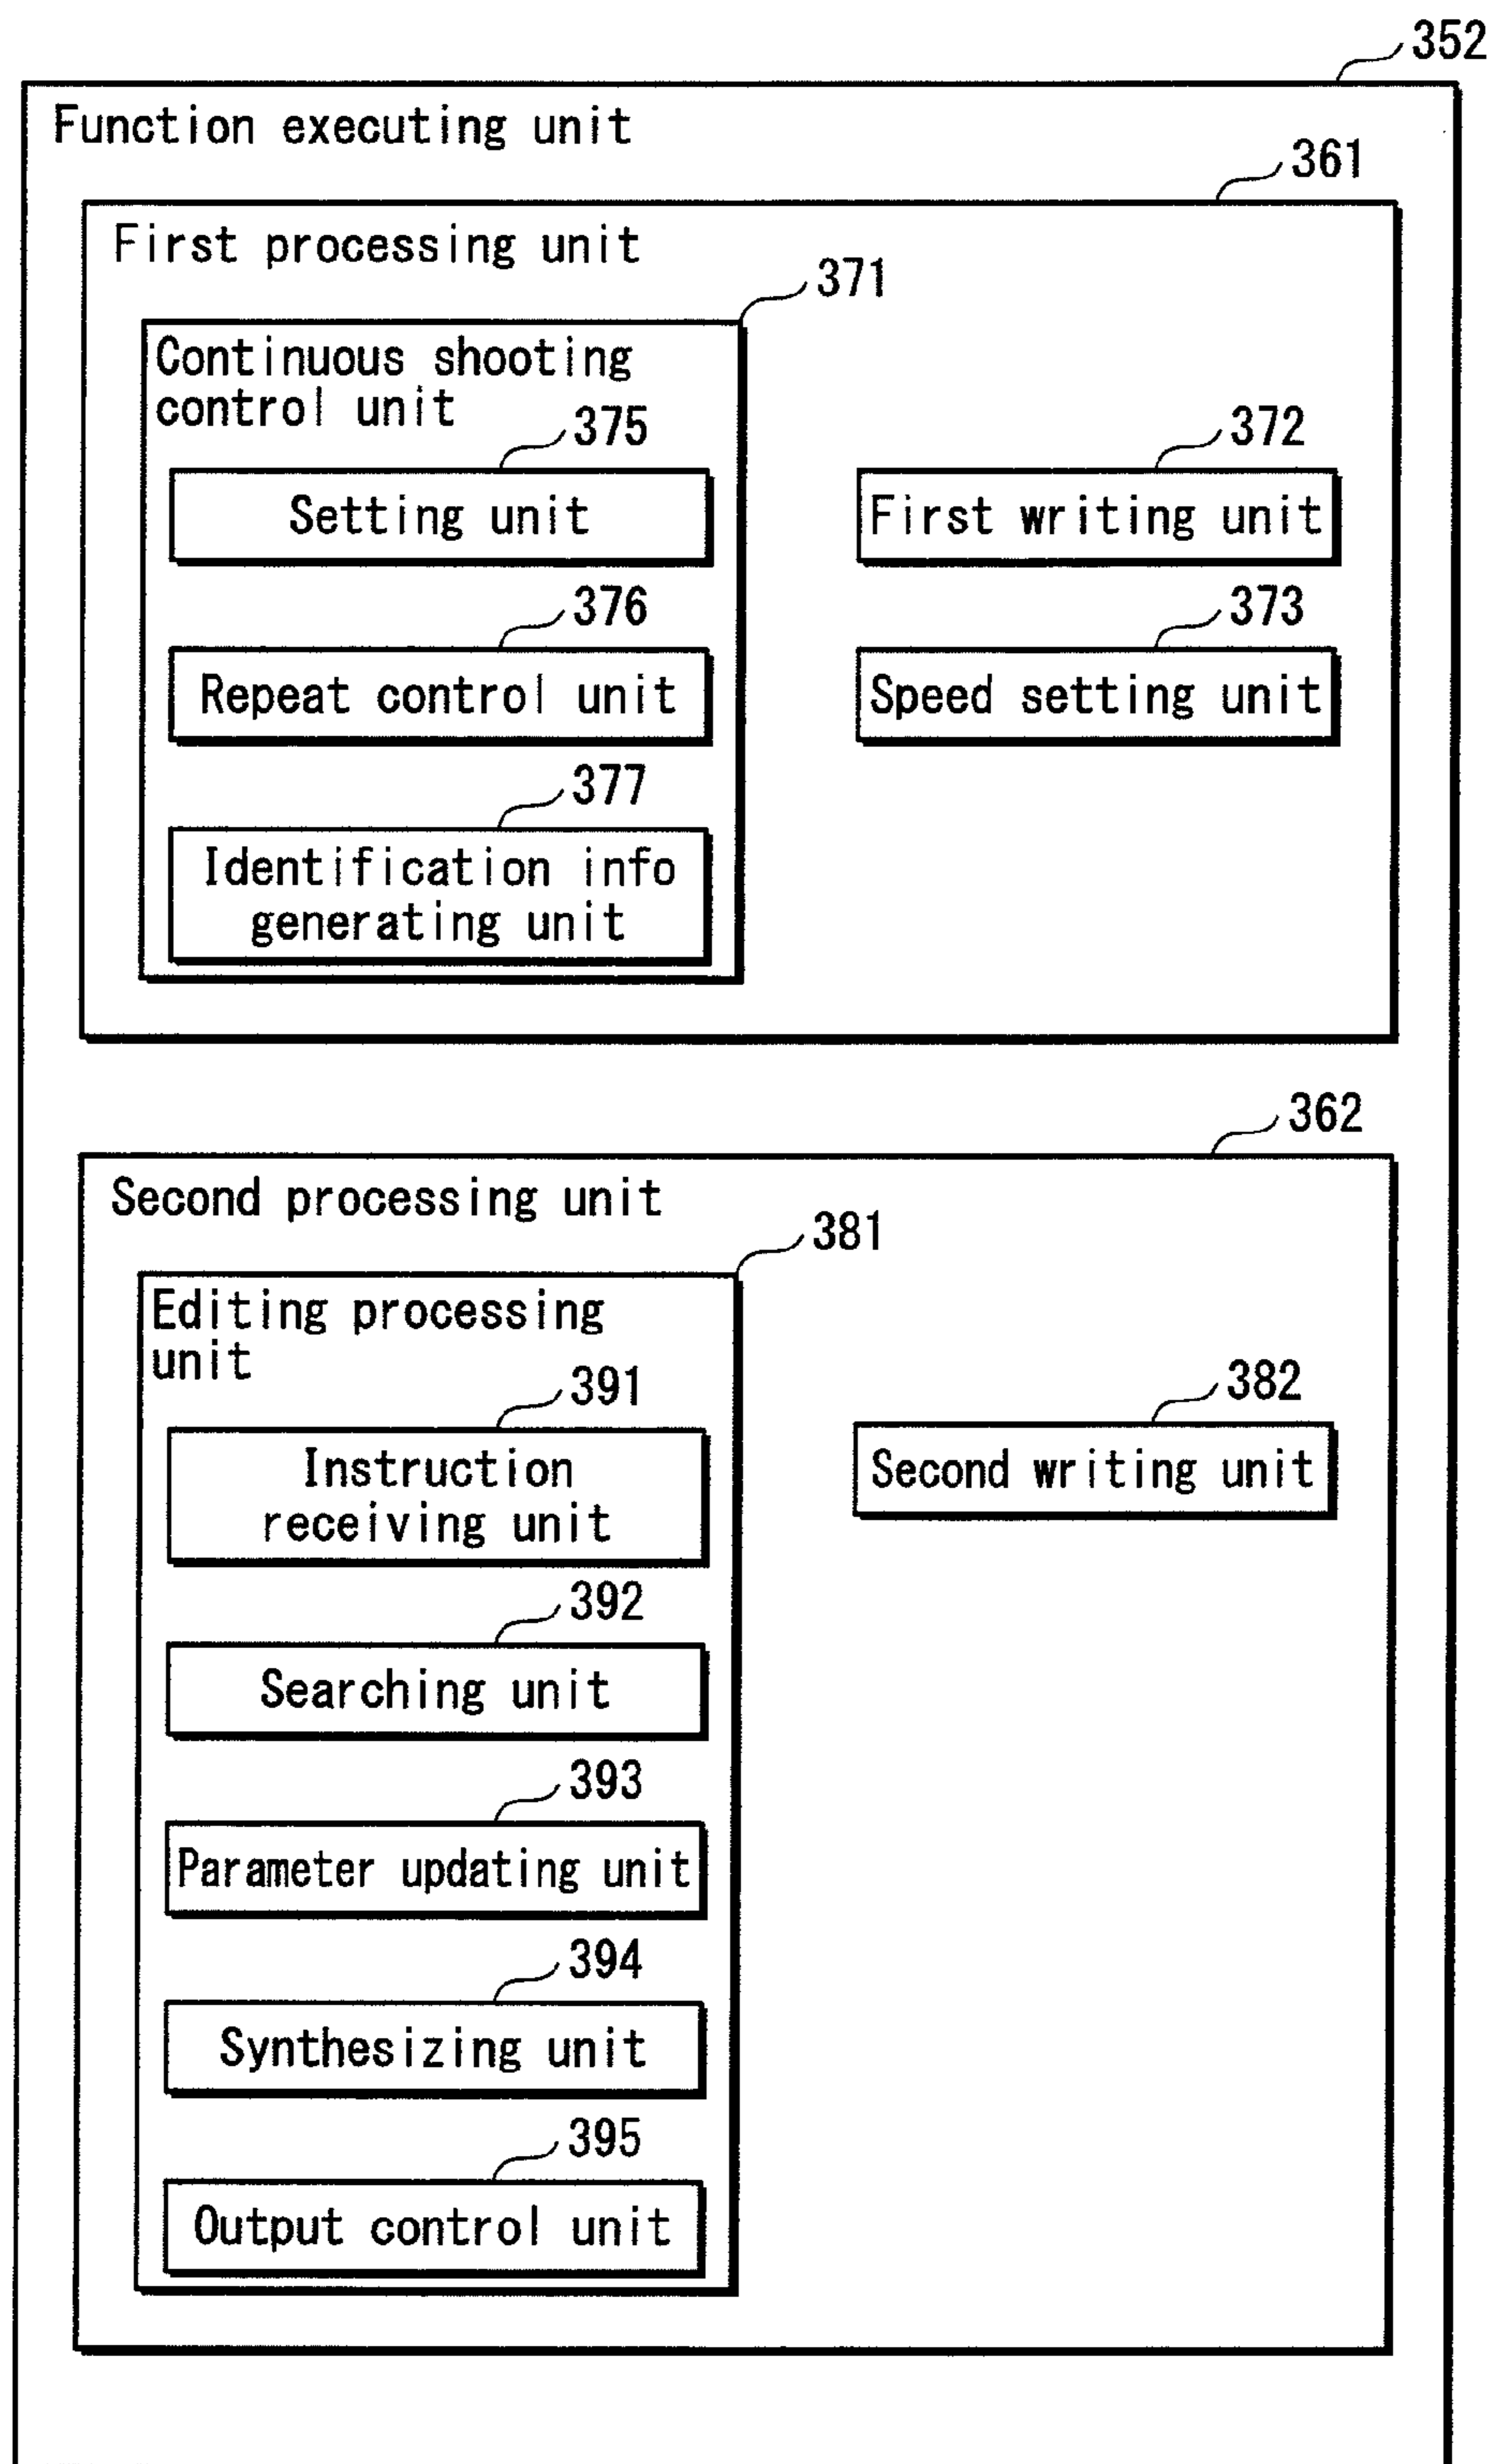 352
Function executing unit
361
First processing unit
371
Continuous shooting
control unit
375
Setting unit
372
First writing unit
376
Repeat control unit
373
Speed setting unit
377
Identification info
generating unit
362
Second processing unit
381
Editing processing
unit
391
Instruction
receiving unit
382
Second writing unit
392
Searching unit
393
Parameter updating unit
394
Synthesizing unit
395
Output control unit